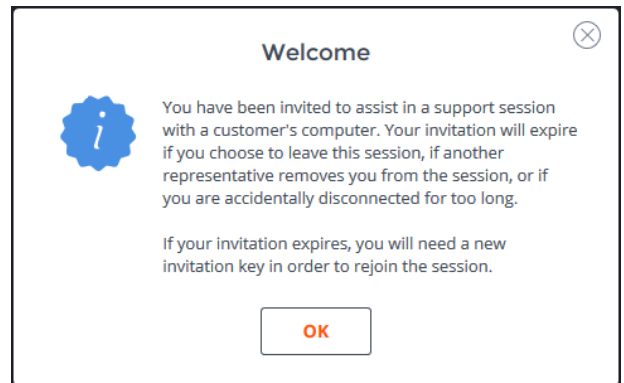 Welcome
i
You have been invited to assist in a support session
with a customer's computer. Your invitation will expire
if you choose to leave this session, if another
representative removes you from the session, or if
you are accidentally disconnected for too long.
If your invitation expires, you will need a new
invitation key in order to rejoin the session.
OK